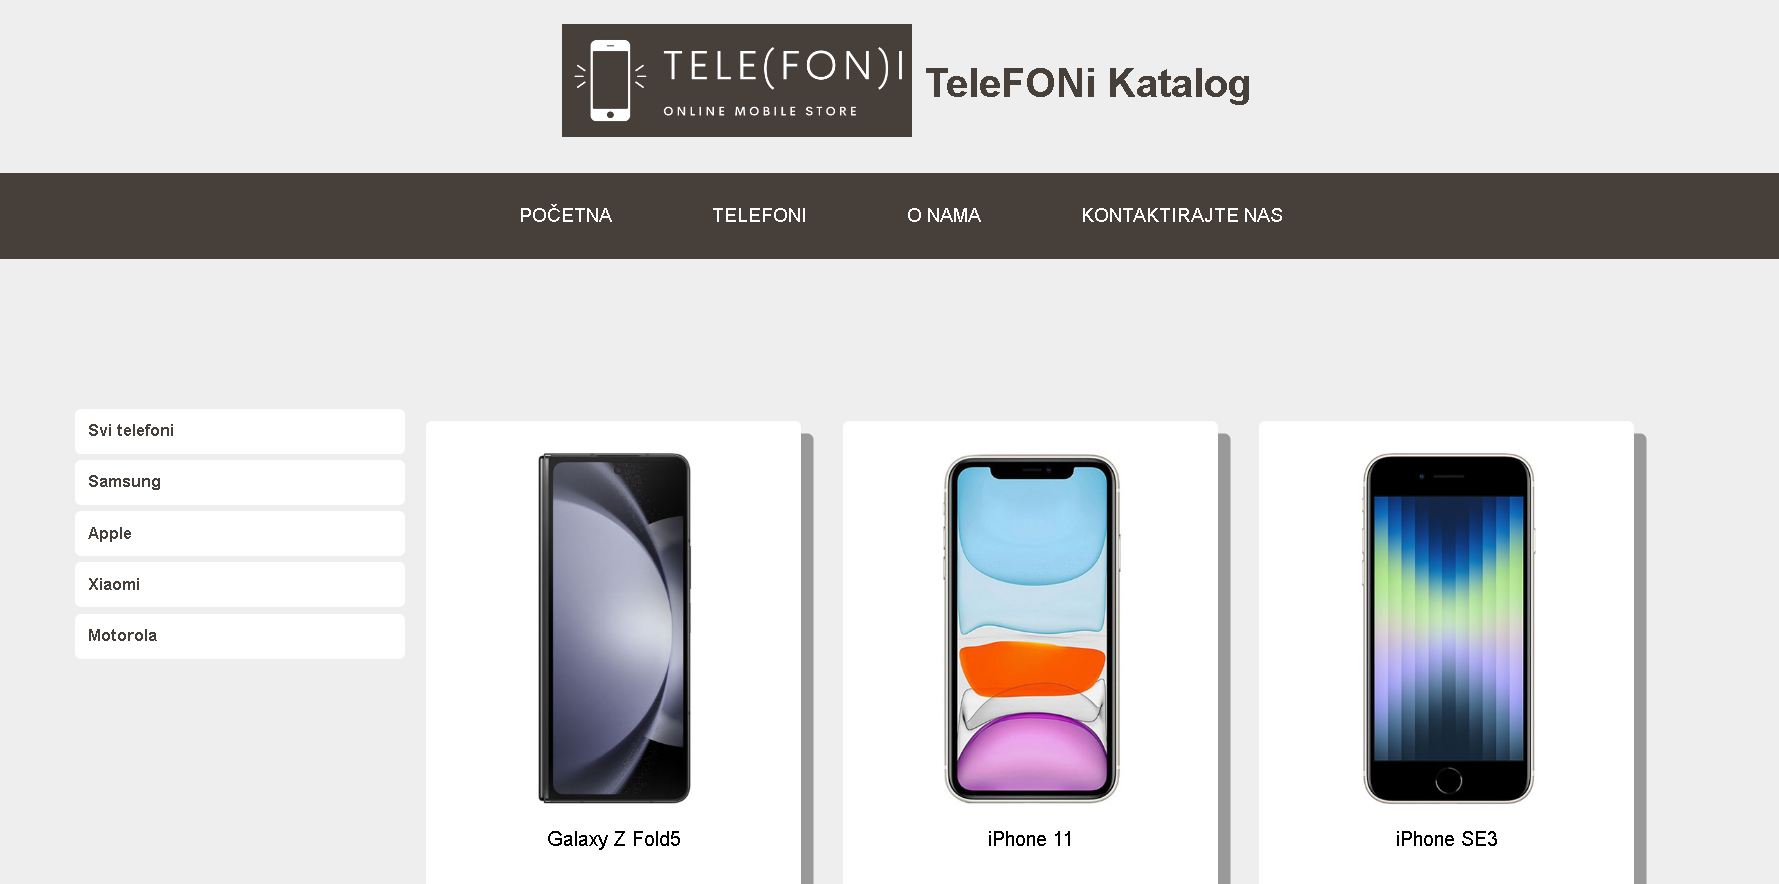 TELE(FON)I
ONLINE MOBILE STORE
TeleFONi Katalog
POČETNA TELEFONI O NAMA KONTAKTIRAJTE NAS
Svi telefoni
Samsung
Apple
Xiaomi
Motorola
Galaxy Z Fold5
iPhone 11
iPhone SE3